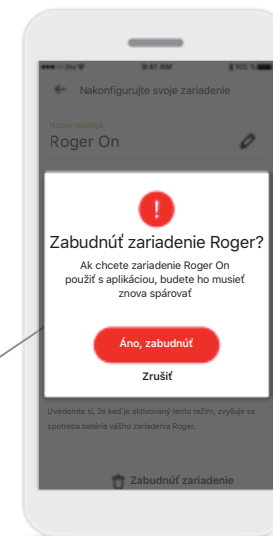 9:41 AM
100 %
Nakonfigurujte svoje zariadenie
Názov displeja
Roger On
!
Zabudnúť zariadenie Roger?
Ak chcete zariadenie Roger On
použiť s aplikáciou, budete ho musieť
znova spárovať
Áno, zabudnúť
Zrušiť
Uvedomte si, že keď je aktivovaný tento režim, zvyšuje sa
spotreba batérie vášho zariadenia Roger.
Zabudnúť zariadenie